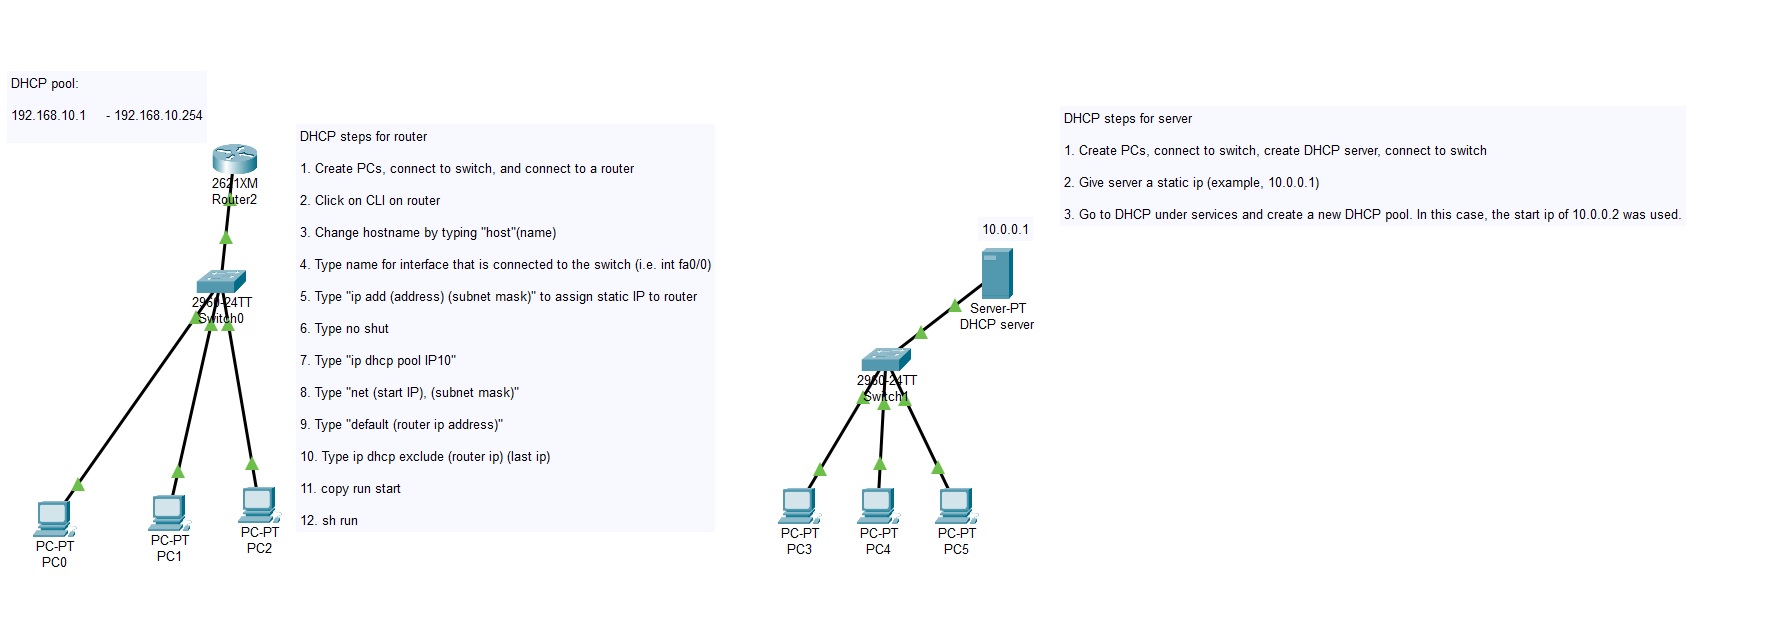 DHCP pool:
192.168.10.1 - 192.168.10.254
2621XM
Router2
2960-24TT
Switch0
PC-PT
PC0
PC-PT
PC1
PC-PT
PC2
DHCP steps for router
1. Create PCs, connect to switch, and connect to a router
2. Click on CLI on router
3. Change hostname by typing "host"(name)
4. Type name for interface that is connected to the switch (i.e. int fa0/0)
5. Type "ip add (address) (subnet mask)" to assign static IP to router
6. Type no shut
7. Type "ip dhcp pool IP10"
8. Type "net (start IP), (subnet mask)"
9. Type "default (router ip address)"
10. Type ip dhcp exclude (router ip) (last ip)
11. copy run start
12. sh run
10.0.0.1
Server-PT
DHCP server
2960-24TT
Switch1
PC-PT
PC3
PC-PT
PC4
PC-PT
PC5
DHCP steps for server
1. Create PCs, connect to switch, create DHCP server, connect to switch
2. Give server a static ip (example, 10.0.0.1)
3. Go to DHCP under services and create a new DHCP pool. In this case, the start ip of 10.0.0.2 was used.